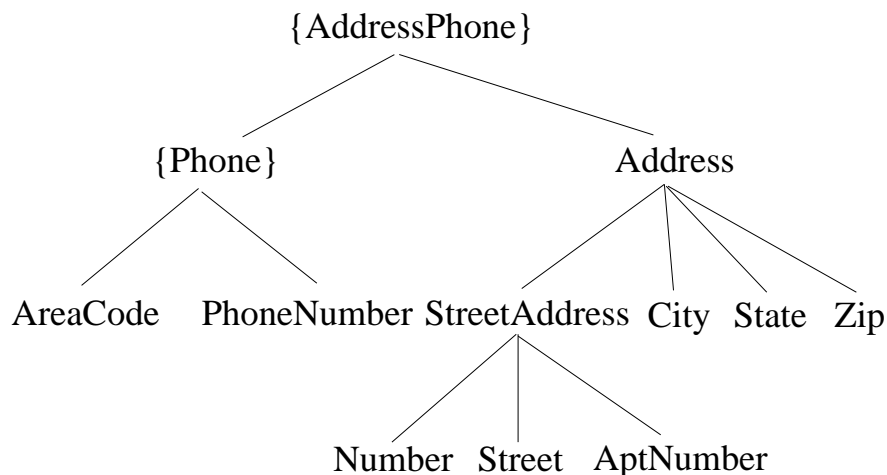 {AddressPhone}
{Phone} Address
AreaCode PhoneNumber StreetAddress City State Zip
Number Street AptNumber